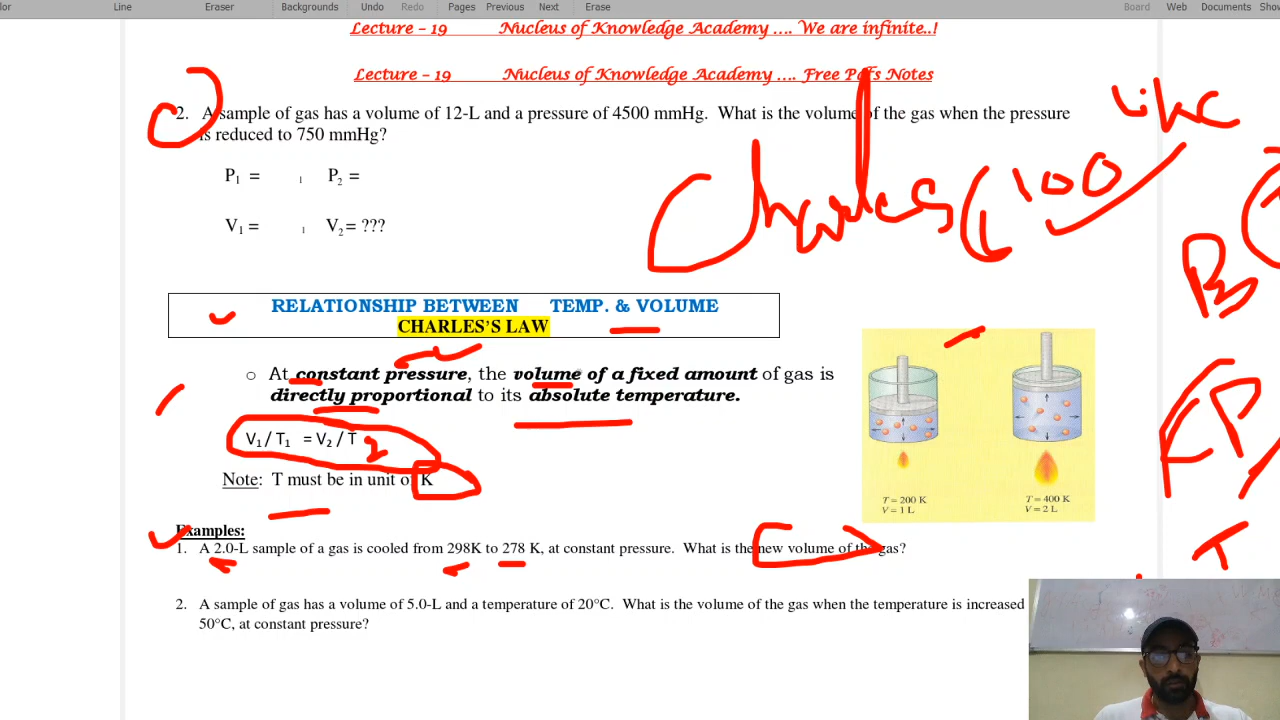 lor Line Eraser Backgrounds Undo Redo Pages Previous Next Erase Board Web Documents Sho
Lecture – 19 Nucleus of Knowledge Academy .... We are infinite..!
Lecture – 19 Nucleus of Knowledge Academy .... Free Pdfs Notes
2. A sample of gas has a volume of 12-L and a pressure of 4500 mmHg. What is the volume of the gas when the pressure
is reduced to 750 mmHg?
like
Charles 100
P1 = P2 =
V1 = V2 = ???
RELATIONSHIP BETWEEN TEMP. & VOLUME
CHARLES'S LAW
o At constant pressure, the volume of a fixed amount of gas is
directly proportional to its absolute temperature.
V1 / T1 = V2 / T 2
Note: T must be in unit of K
T = 200 K T = 400 K
V = 1 L V = 2 L
Examples:
1. A 2.0-L sample of a gas is cooled from 298K to 278 K, at constant pressure. What is the new volume of the gas?
T
2. A sample of gas has a volume of 5.0-L and a temperature of 20°C. What is the volume of the gas when the temperature is increased
50°C, at constant pressure?